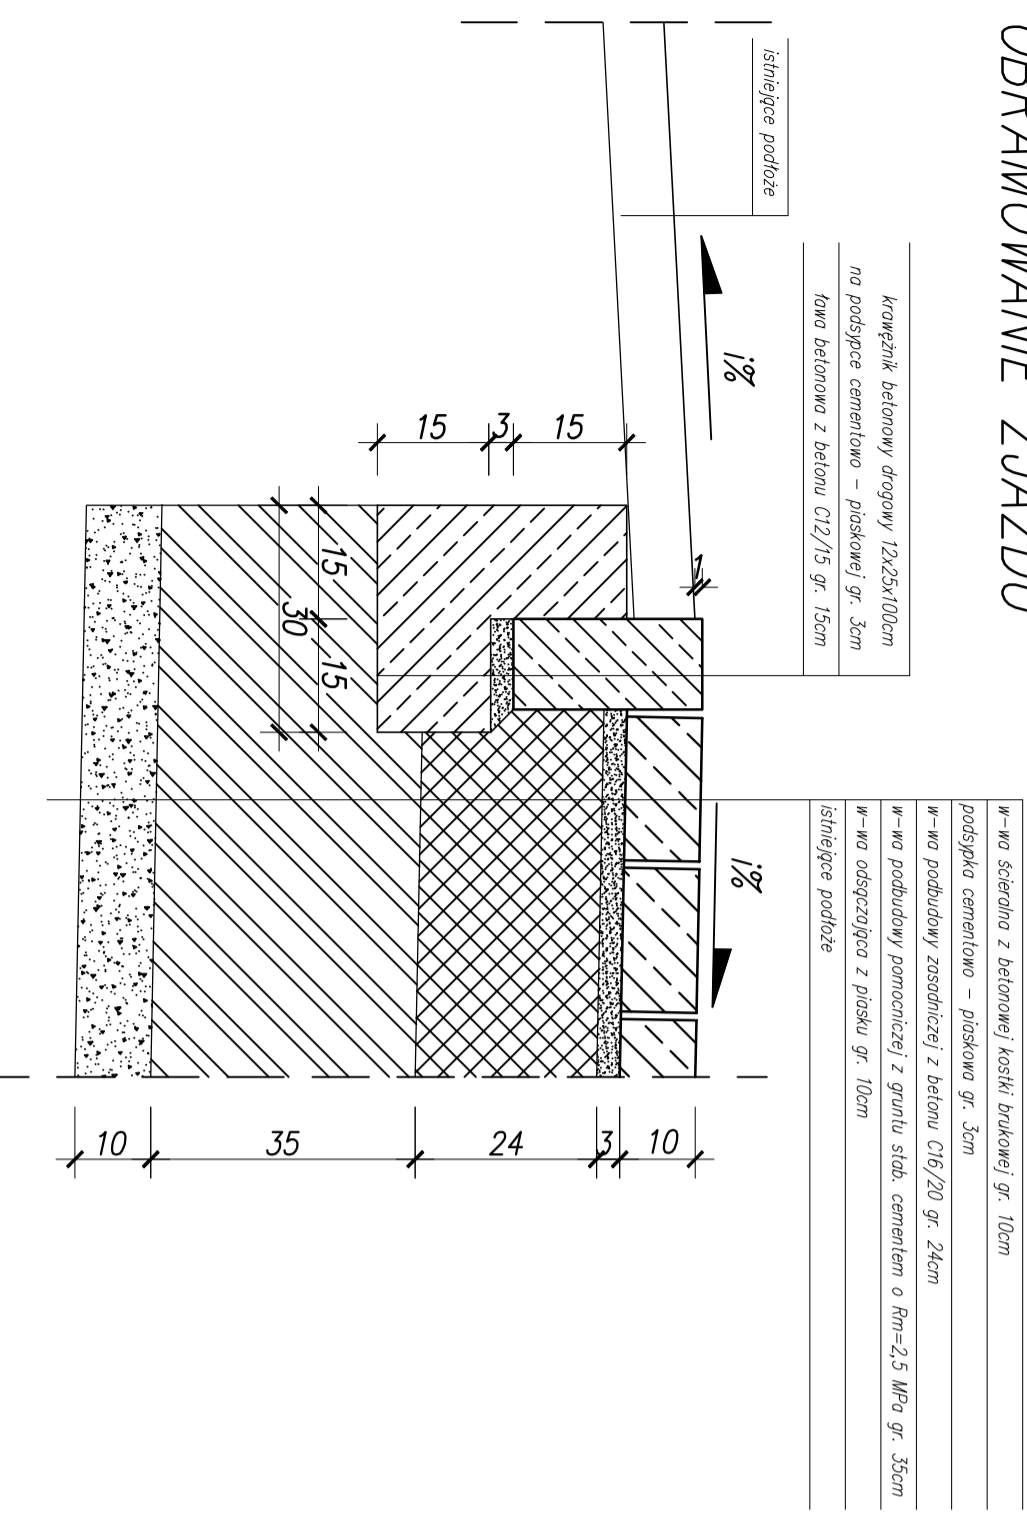 OBRAMOWANIE ZJAZDU
w-wa ścieralna z betonowej kostki brukowej gr. 10cm
podsypka cementowo - piaskowa gr. 3cm
w-wa podbudowy zasadniczej z betonu C16/20 gr. 24cm
w-wa podbudowy pomocniczej z gruntu stab. cementem o Rm=2,5 MPa gr. 35cm
w-wa odsączająca z piasku gr. 10cm
istniejące podłoże
krawężnik betonowy drogowy 12x25x100cm
na podsypce cementowo - piaskowej gr. 3cm
ława betonowa z betonu C12/15 gr. 15cm
istniejące podłoże
i%
i%
1
15
3
15
15
15
30
10
3
24
35
10